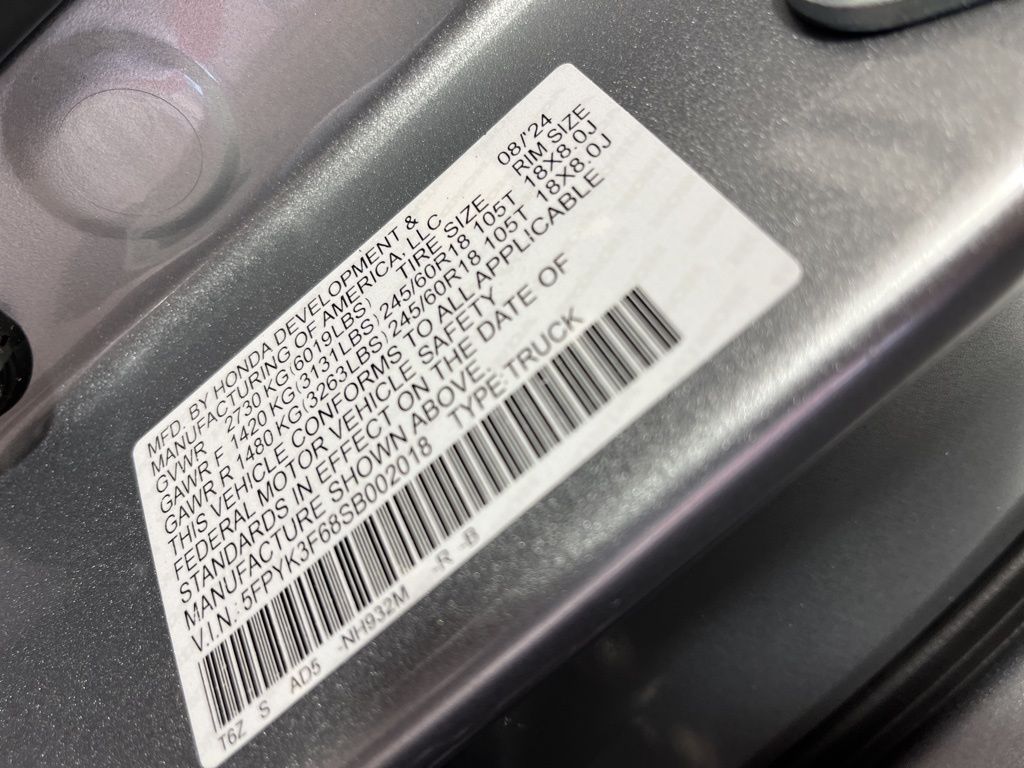 MFD. BY HONDA DEVELOPMENT & 08/'24
MANUFACTURING OF AMERICA, LLC
GVWR 2730 KG (6019LBS) TIRE SIZE RIM SIZE
GAWR F 1420 KG (3131LBS) 245/60R18 105T 18X8.0J
GAWR R 1480 KG (3263LBS) 245/60R18 105T 18X8.0J
THIS VEHICLE CONFORMS TO ALL APPLICABLE
FEDERAL MOTOR VEHICLE SAFETY
STANDARDS IN EFFECT ON THE DATE OF
MANUFACTURE SHOWN ABOVE.
V.I.N.: 5FPYK3F68SB002018 TYPE: TRUCK
T6Z S AD5 -NH932M -R -B